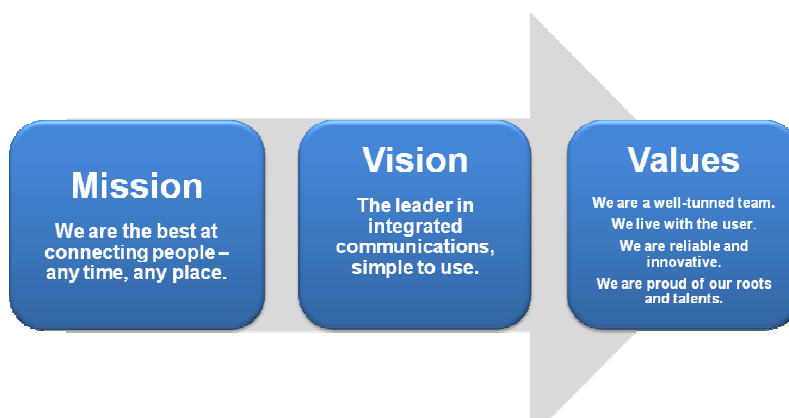 Mission
We are the best at
connecting people –
any time, any place.
Vision
The leader in
integrated
communications,
simple to use.
Values
We are a well-tunned team.
We live with the user.
We are reliable and
innovative.
We are proud of our roots
and talents.